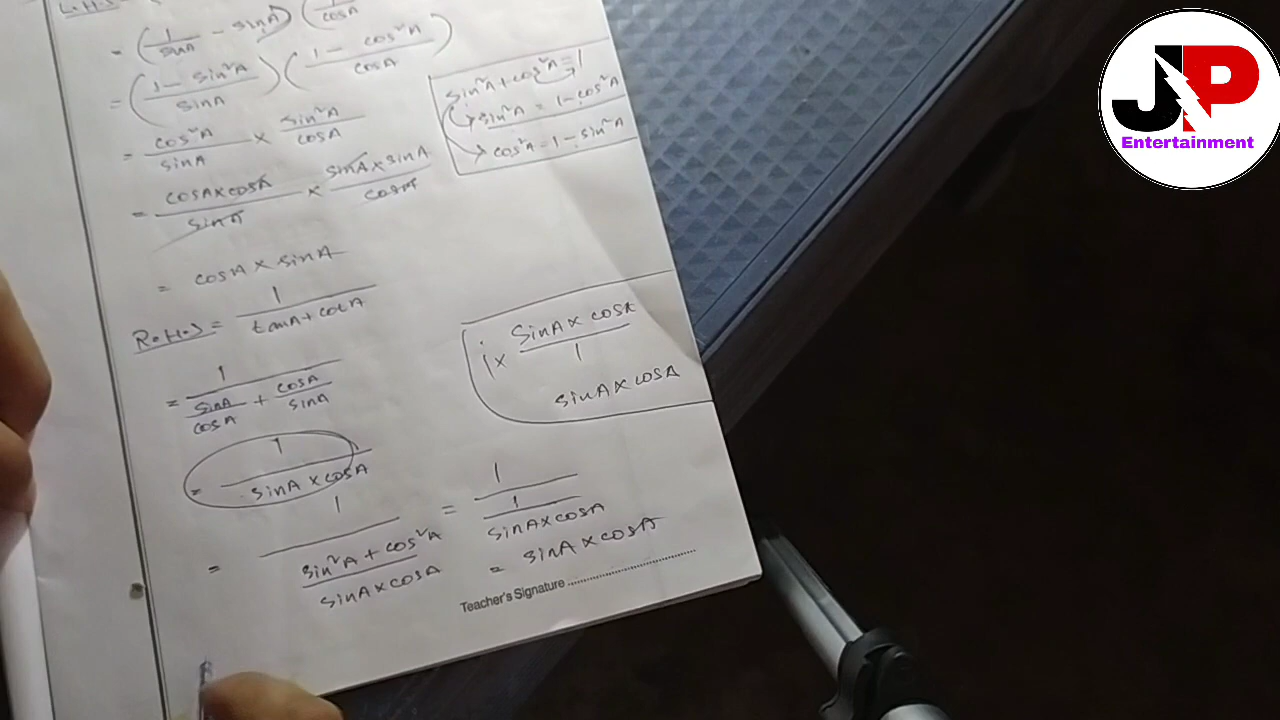 L.H.S
= (1/sinA - sinA) (1/cosA
= (1 - sin²A/sinA) (1 - cos²A/cosA)
= cos²A/sinA × sin²A/cosA
= cosA×cosA/sinA × sinA×sinA/cosA
= cosA × sinA
R.H.S = 1/tanA+cotA
= 1/sinA/cosA + cosA/sinA
= 1/sinA×cosA
= 1/sin²A + cos²A/sinA×cosA = 1/1/sinA×cosA
= sinA×cosA
sin²A+cos²A=1
sin²A = 1-cos²A
cos²A = 1-sin²A
1× sinA×cosA/1
sinA×cosA
Teacher's Signature
JP
Entertainment